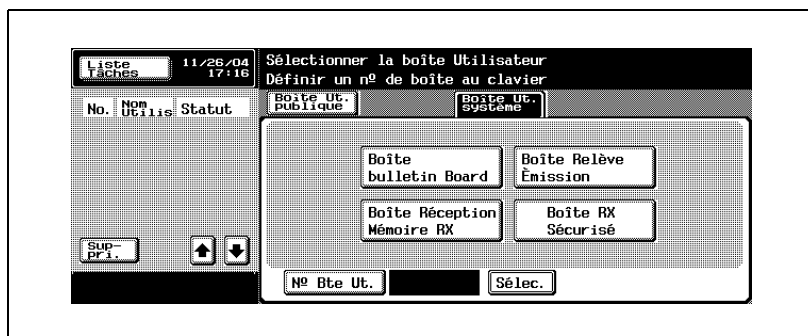 Liste
Tâches
11/26/04
17:16
Sélectionner la boîte Utilisateur
Définir un nº de boîte au clavier
No. Nom
Utilis Statut
Boîte Ut.
publique
Boîte Ut.
système
Boîte
bulletin Board
Boîte Relève
Èmission
Boîte Réception
Mémoire RX
Boîte RX
Sécurisé
Sup-
pri.
Nº Bte Ut.
Sélec.